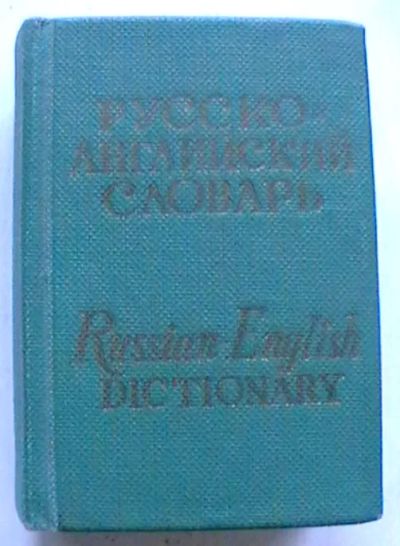 РУССКО-
АНГЛИЙСКИЙ
СЛОВАРЬ
Russian-English
DICTIONARY